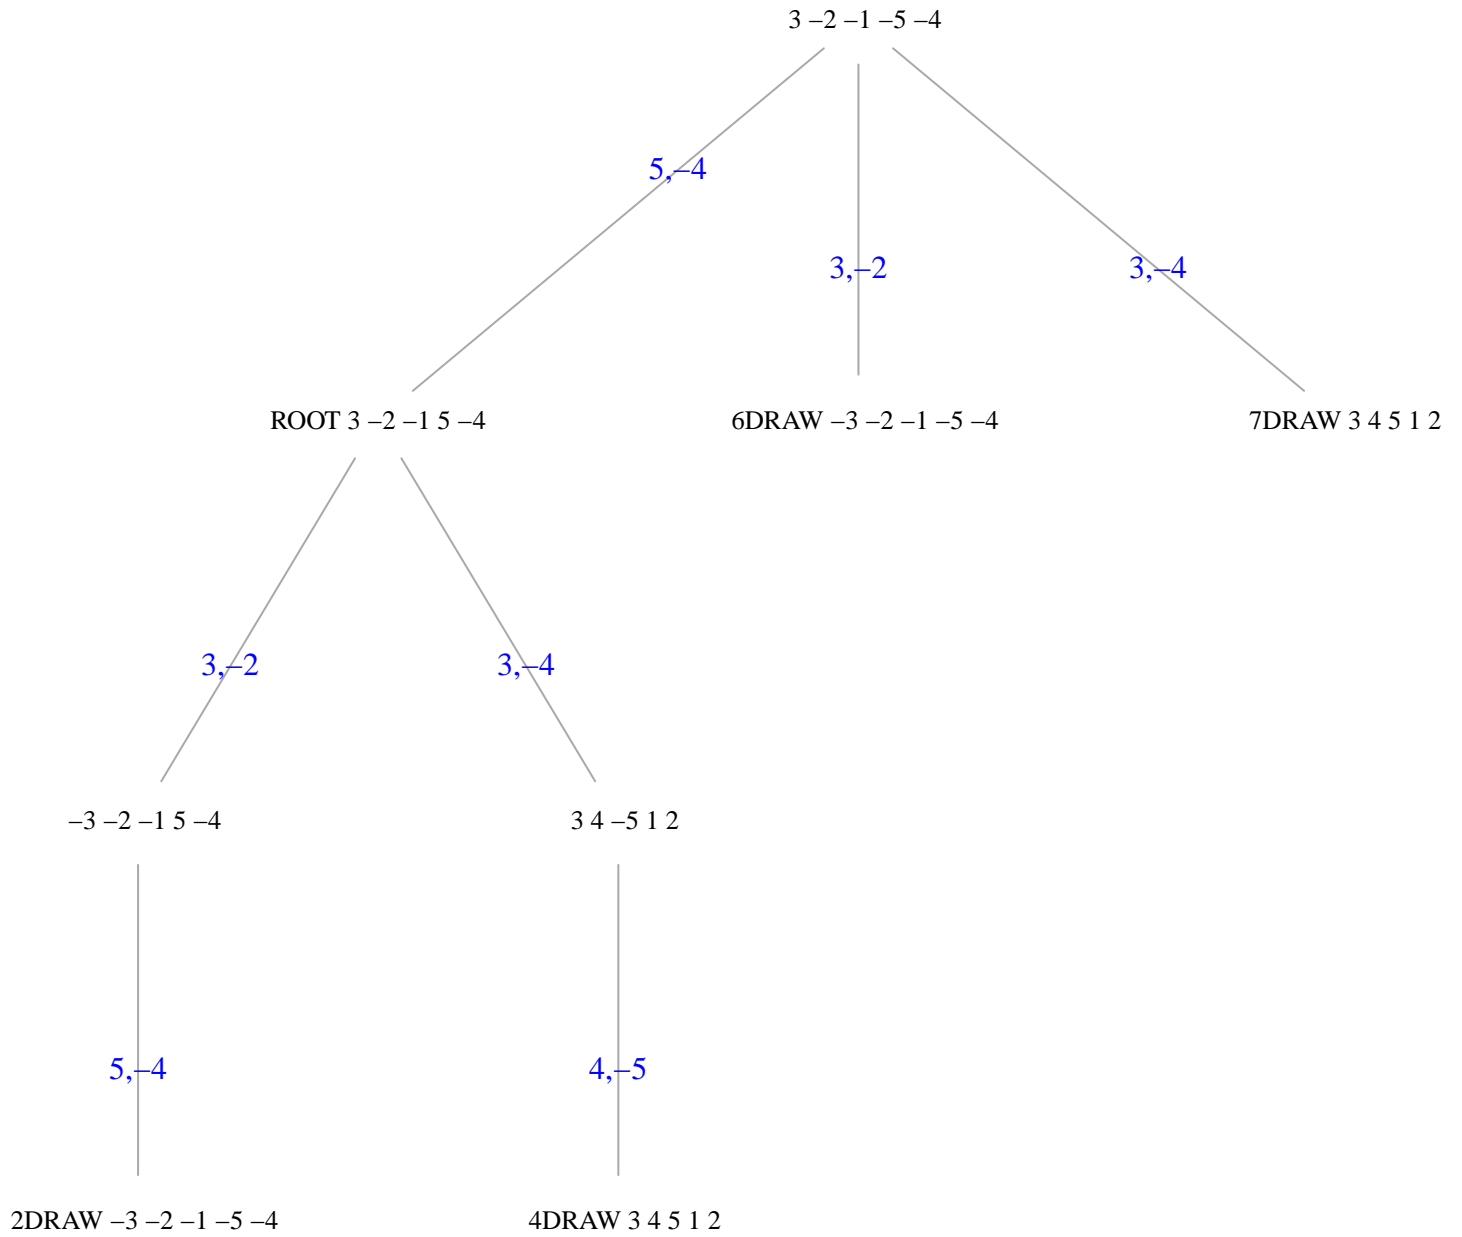 3 –2 –1 –5 –4
5,–4
3,–2
3,–4
ROOT 3 –2 –1 5 –4
6DRAW –3 –2 –1 –5 –4
7DRAW 3 4 5 1 2
3,–2
3,–4
–3 –2 –1 5 –4
3 4 –5 1 2
5,–4
4,–5
2DRAW –3 –2 –1 –5 –4
4DRAW 3 4 5 1 2